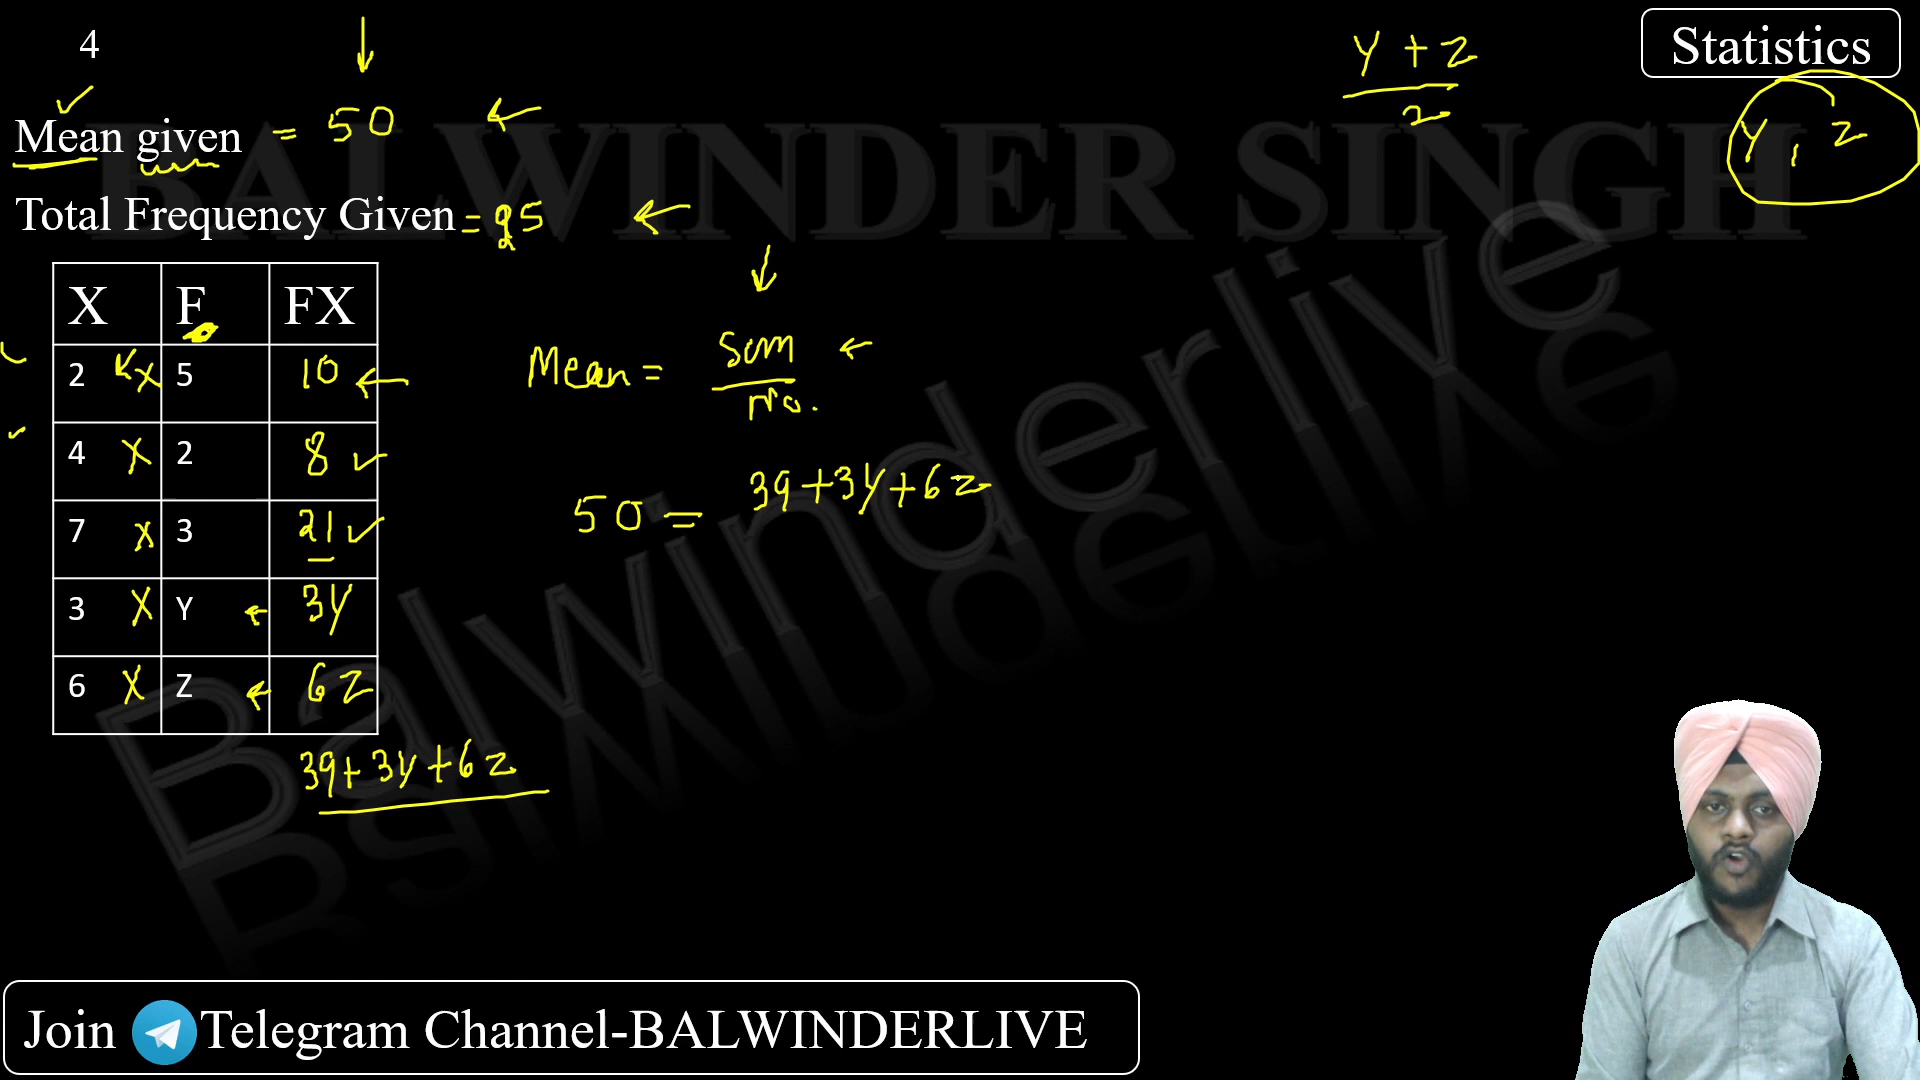 4
Statistics
Y + Z
2
Y , Z
Mean given = 50
Total Frequency Given = 25
X F FX
2 x 5 10
4 x 2 8
7 x 3 21
3 x Y 3Y
6 x Z 6Z
39+3Y+6Z
Mean = Sum
No.
50 = 39+3Y+6Z
BALWINDER SINGH
Balwinderlive
Join Telegram Channel-BALWINDERLIVE